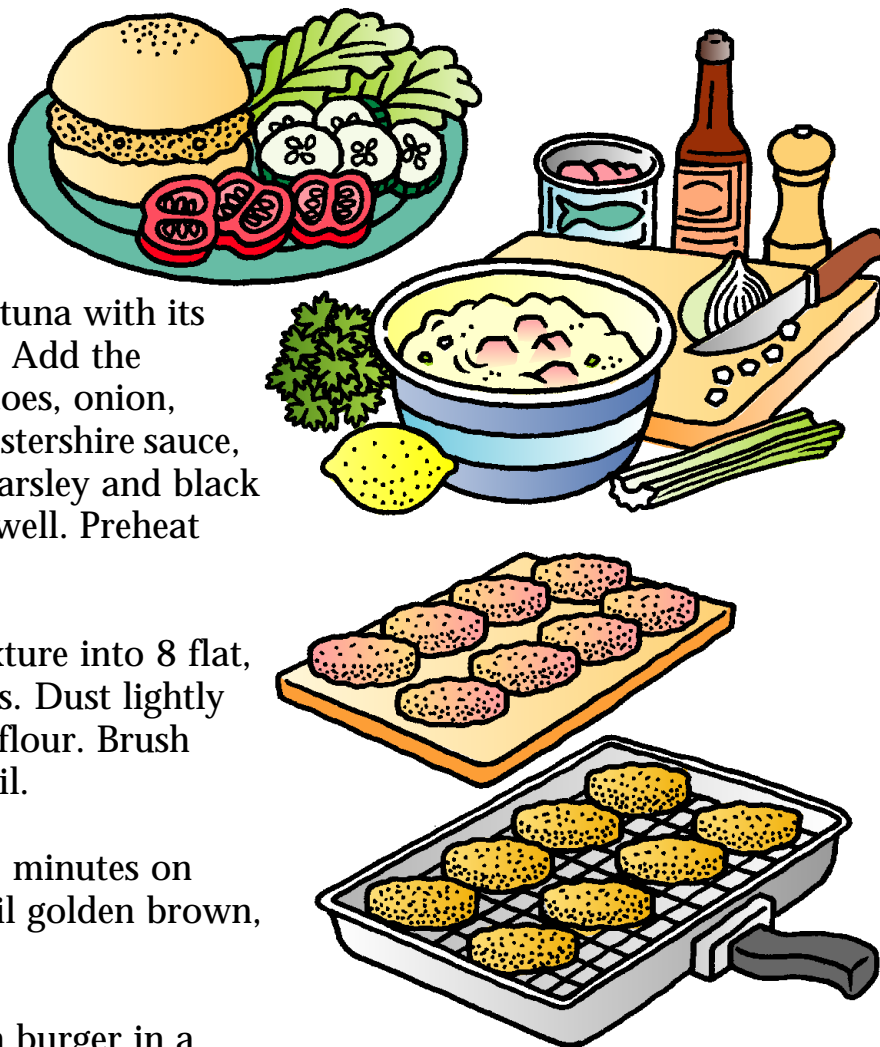 tuna with its
Add the
oes, onion,
stershire sauce,
arsley and black
well. Preheat
xture into 8 flat,
s. Dust lightly
flour. Brush
il.
minutes on
il golden brown,
burger in a